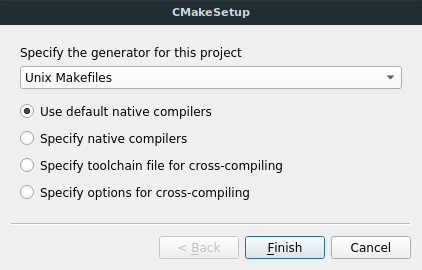 CMakeSetup
Specify the generator for this project
Unix Makefiles
Use default native compilers
Specify native compilers
Specify toolchain file for cross-compiling
Specify options for cross-compiling
< Back Finish Cancel